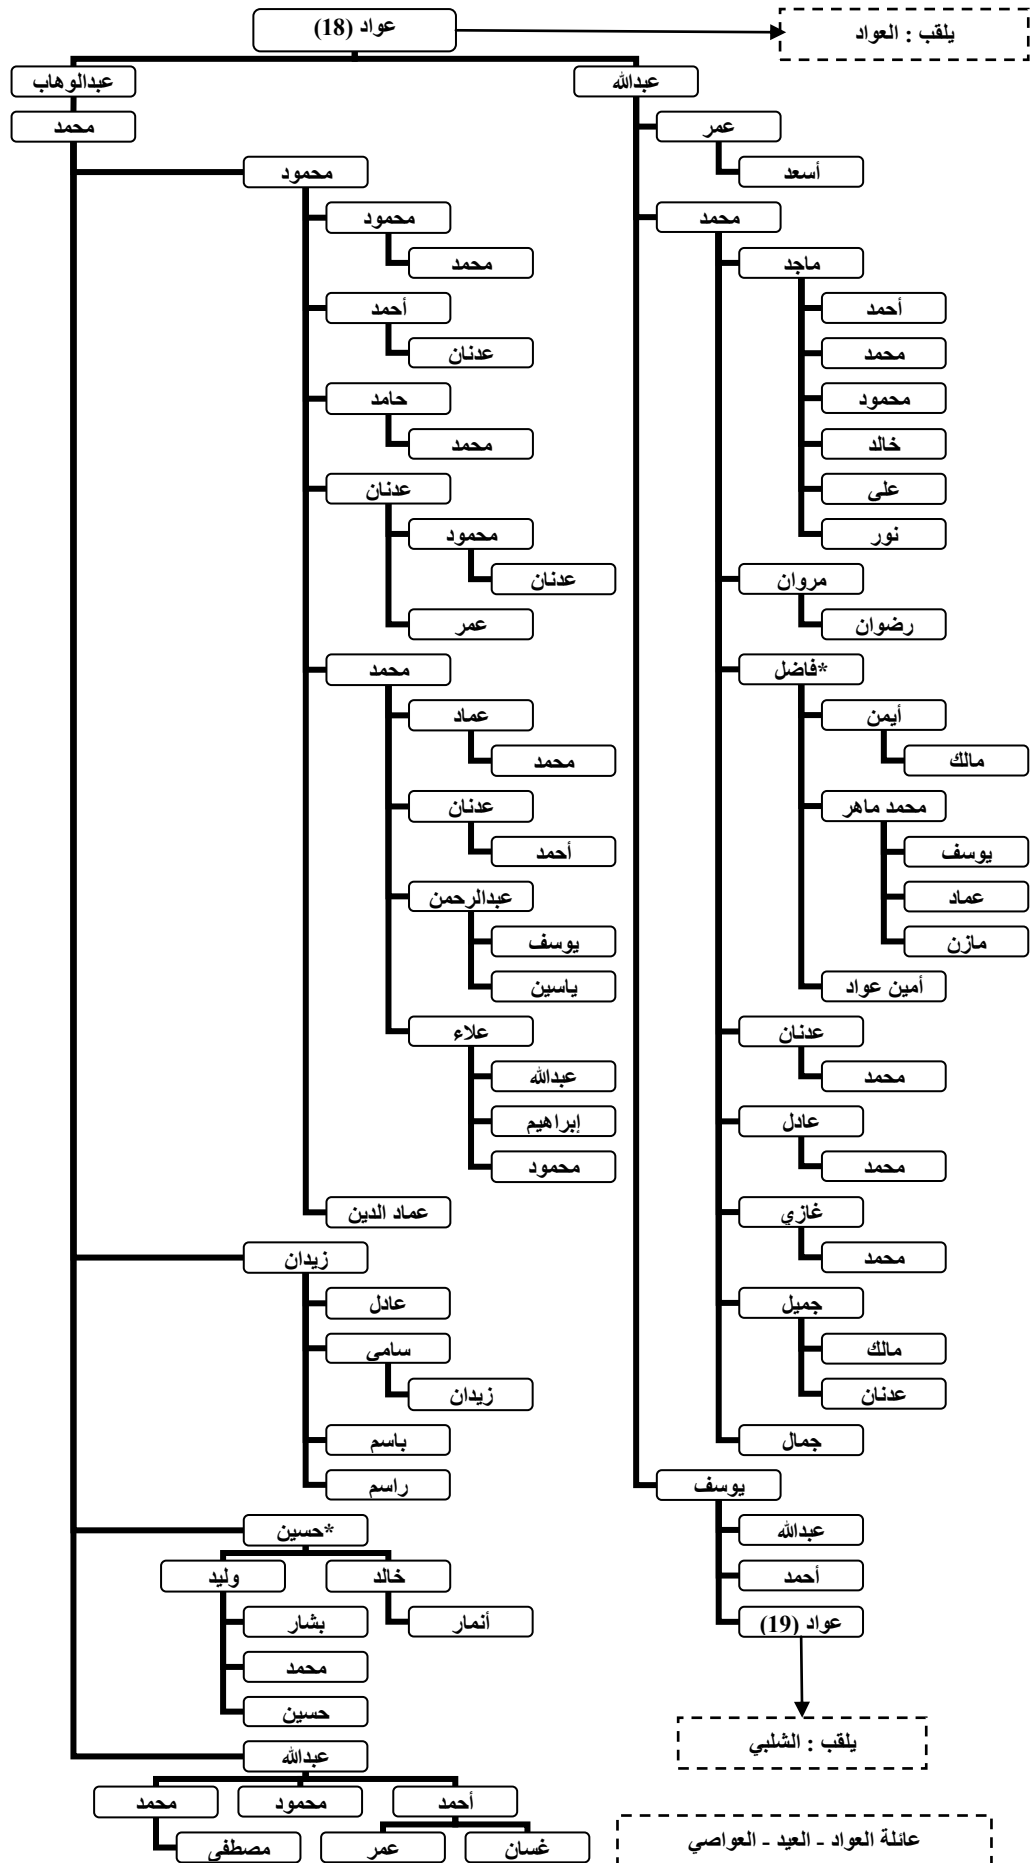 عواد (18)
يلقب : العواد
عبدالله
عبدالوهاب
عمر
محمد
أسعد
محمود
محمد
محمود
ماجد
محمد
أحمد
أحمد
محمد
عدنان
محمود
حامد
خالد
محمد
على
عدنان
نور
محمود
مروان
عدنان
رضوان
عمر
*فاضل
محمد
أيمن
عماد
مالك
محمد
محمد ماهر
عدنان
يوسف
أحمد
عماد
عبدالرحمن
مازن
يوسف
أمين عواد
ياسين
عدنان
علاء
محمد
عبدالله
عادل
إبراهيم
محمد
محمود
غازي
عماد الدين
محمد
زيدان
جميل
عادل
مالك
سامي
عدنان
زيدان
جمال
باسم
يوسف
راسم
عبدالله
*حسين
أحمد
خالد
وليد
عواد (19)
أنمار
بشار
محمد
حسين
يلقب : الشلبي
عبدالله
أحمد
محمود
محمد
عائلة العواد - العيد - العواصي
غسان
عمر
مصطفى